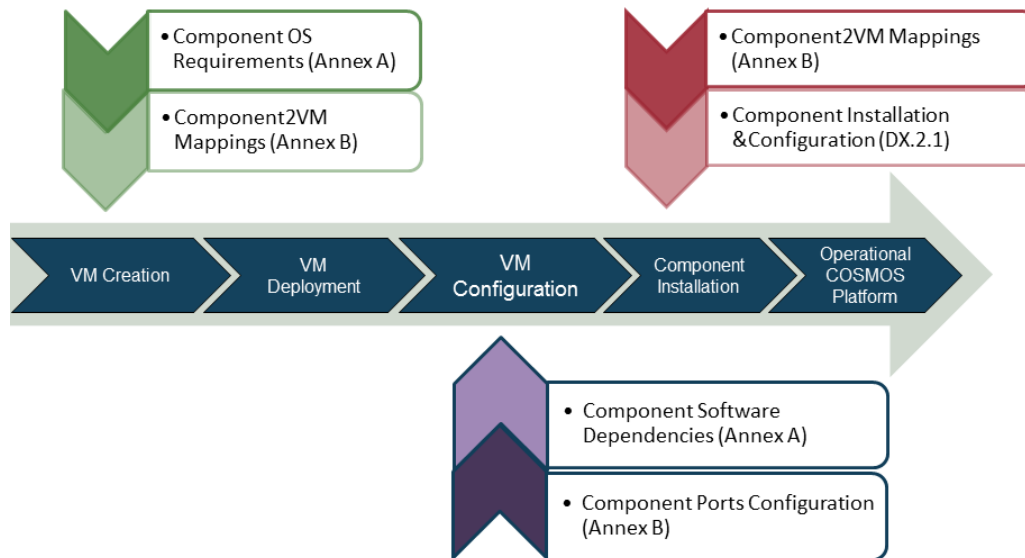 • Component OS
Requirements (Annex A)
• Component2VM
Mappings (Annex B)
• Component2VM Mappings
(Annex B)
• Component Installation
&Configuration (DX.2.1)
VM Creation
VM
Deployment
VM
Configuration
Component
Installation
Operational
COSMOS
Platform
• Component Software
Dependencies (Annex A)
• Component Ports Configuration
(Annex B)